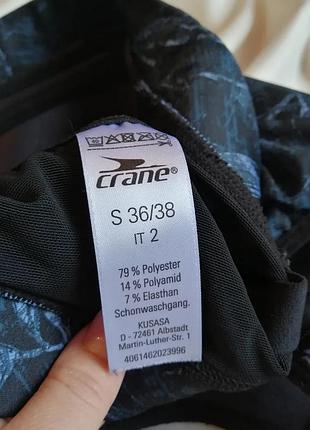 crane®
S 36/38
IT 2
79 % Polyester
14 % Polyamid
7 % Elasthan
Schonwaschgang.
KUSASA
D - 72461 Albstadt
Martin-Luther-Str. 1
4061462023996